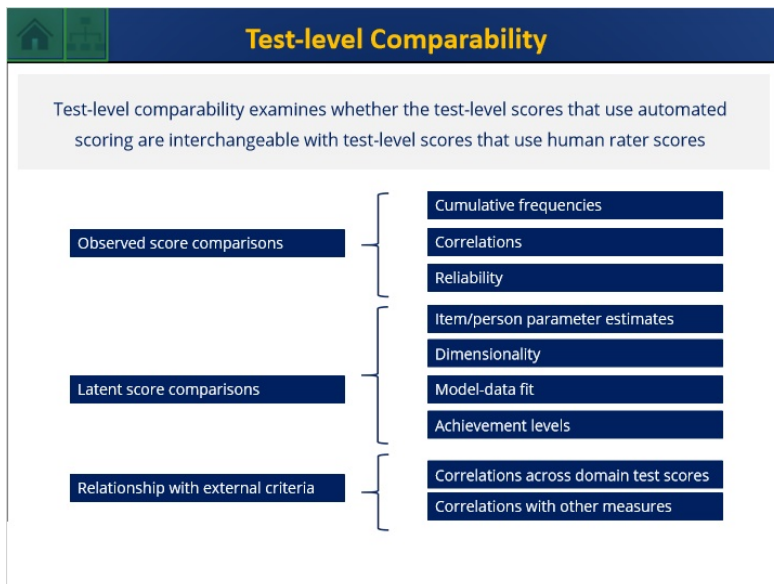 Test-level Comparability
Test-level comparability examines whether the test-level scores that use automated
scoring are interchangeable with test-level scores that use human rater scores
Observed score comparisons
Cumulative frequencies
Correlations
Reliability
Latent score comparisons
Item/person parameter estimates
Dimensionality
Model-data fit
Achievement levels
Relationship with external criteria
Correlations across domain test scores
Correlations with other measures